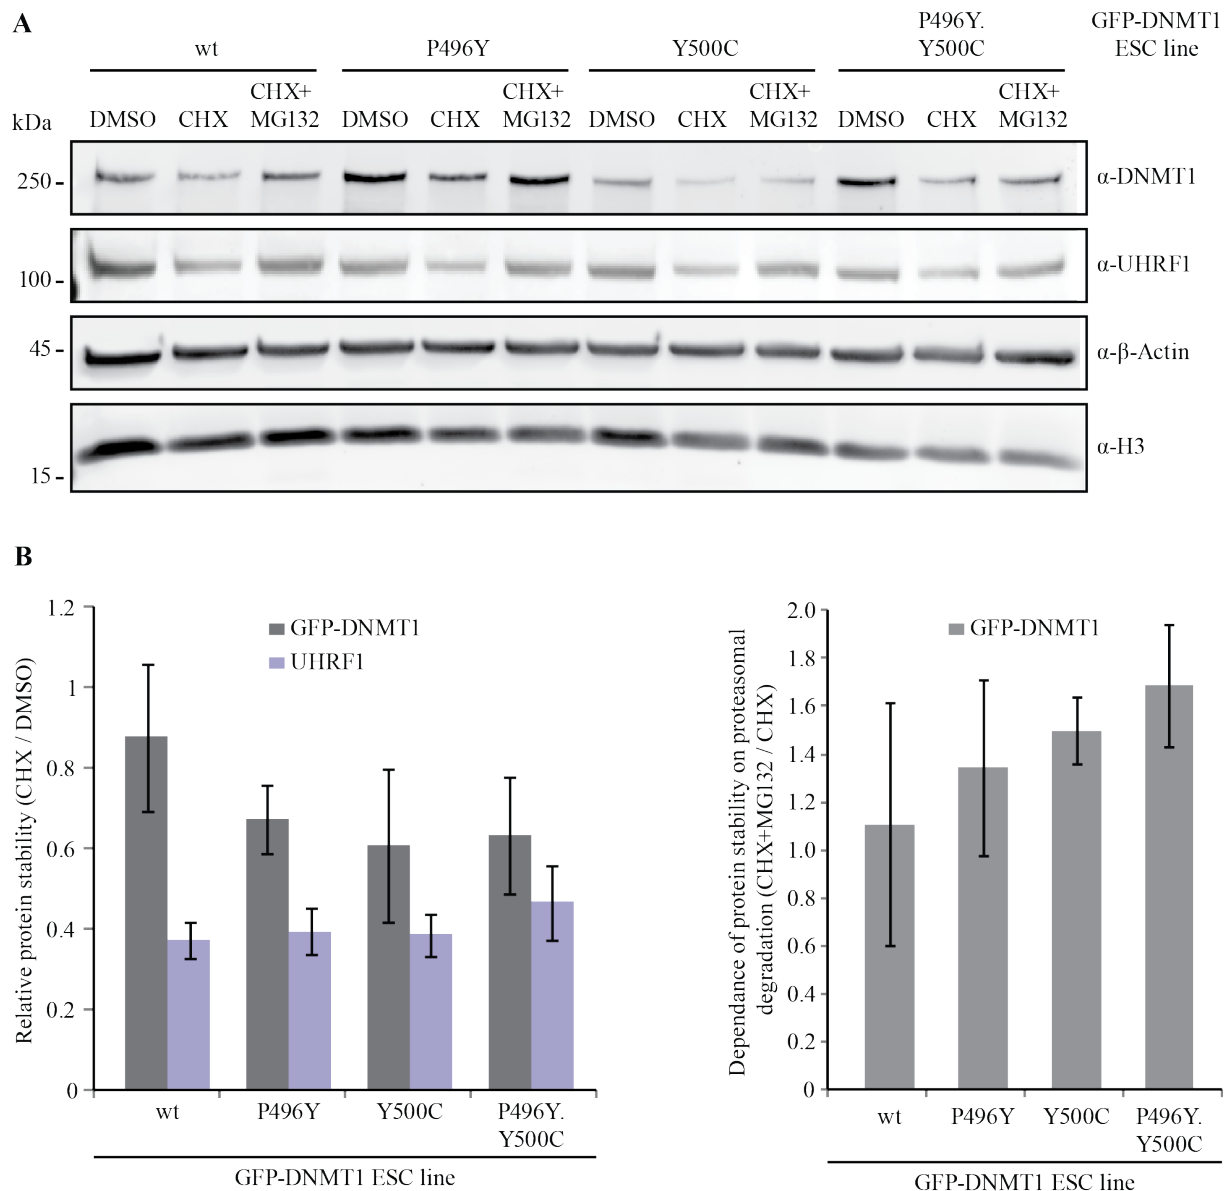 A
wt
P496Y
Y500C
P496Y.
Y500C
GFP-DNMT1
ESC line
kDa
DMSO
CHX
CHX+
MG132
DMSO
CHX
CHX+
MG132
DMSO
CHX
CHX+
MG132
DMSO
CHX
CHX+
MG132
250
α-DNMT1
100
α-UHRF1
45
α-β-Actin
15
α-H3
B
Relative protein stability (CHX / DMSO)
1.2
1
0.8
0.6
0.4
0.2
0
GFP-DNMT1
UHRF1
wt
P496Y
Y500C
P496Y.
Y500C
GFP-DNMT1 ESC line
Dependance of protein stability on proteasomal
degradation (CHX+MG132 / CHX)
2.0
1.8
1.6
1.4
1.2
1.0
0.8
0.6
0.4
0.2
0
GFP-DNMT1
wt
P496Y
Y500C
P496Y.
Y500C
GFP-DNMT1 ESC line